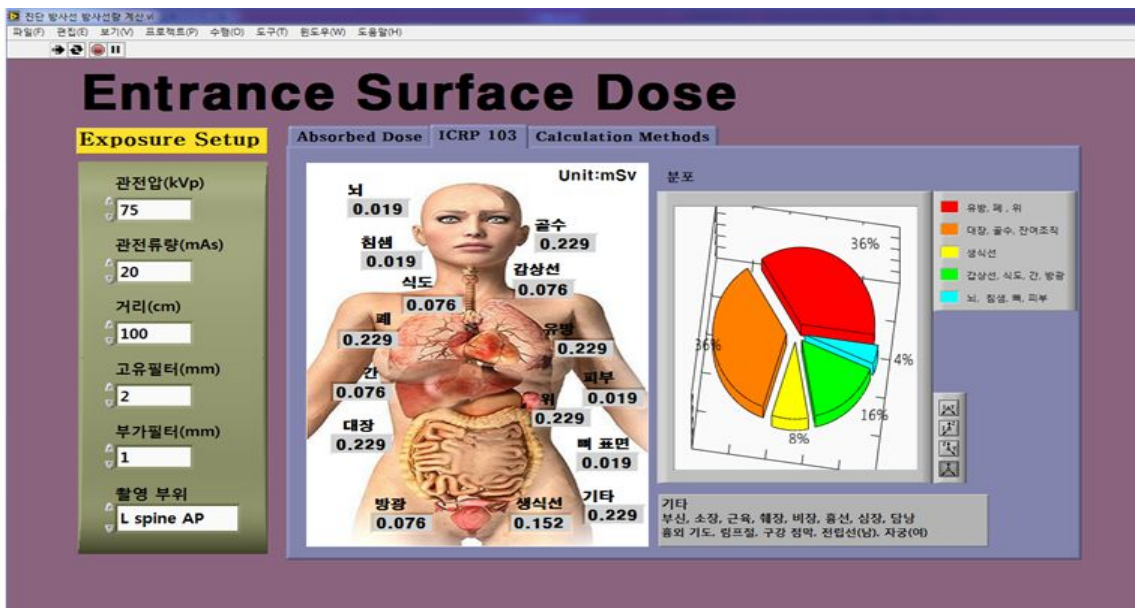 진단 방사선 방사선량 계산.vi
파일(F) 편집(E) 보기(V) 프로젝트(P) 수행(O) 도구(T) 윈도우(W) 도움말(H)
Entrance Surface Dose
Exposure Setup
관전압(kVp)
75
관전류량(mAs)
20
거리(cm)
100
고유필터(mm)
2
부가필터(mm)
1
촬영 부위
L spine AP
Absorbed Dose ICRP 103 Calculation Methods
Unit:mSv
뇌
0.019
골수
0.229
침샘
0.019
갑상선
0.076
식도
0.076
폐
0.229
유방
0.229
간
0.076
피부
0.019
위
0.229
대장
0.229
뼈 표면
0.019
방광
0.076
생식선
0.152
기타
0.229
분포
36%
36%
4%
16%
8%
유방, 폐 , 위
대장, 골수, 잔여조직
생식선
갑상선, 식도, 간, 방광
뇌, 침샘, 뼈, 피부
기타
부신, 소장, 근육, 췌장, 비장, 흉선, 심장, 담낭
흉외 기도, 림프절, 구강 점막, 전립선(남). 자궁(여)